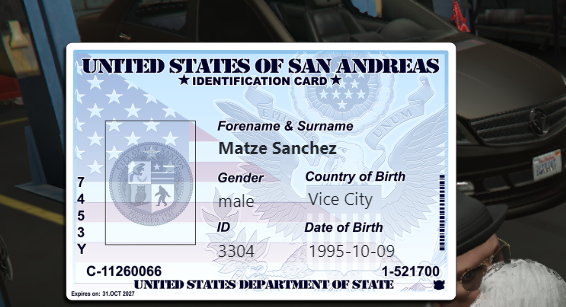 UNITED STATES OF SAN ANDREAS
★ IDENTIFICATION CARD ★
Forename & Surname
Matze Sanchez
Gender Country of Birth
male Vice City
ID Date of Birth
3304 1995-10-09
7
4
5
3
Y
C-11260066 1-521700
UNITED STATES DEPARTMENT OF STATE
Expires on: 31.OCT 2027